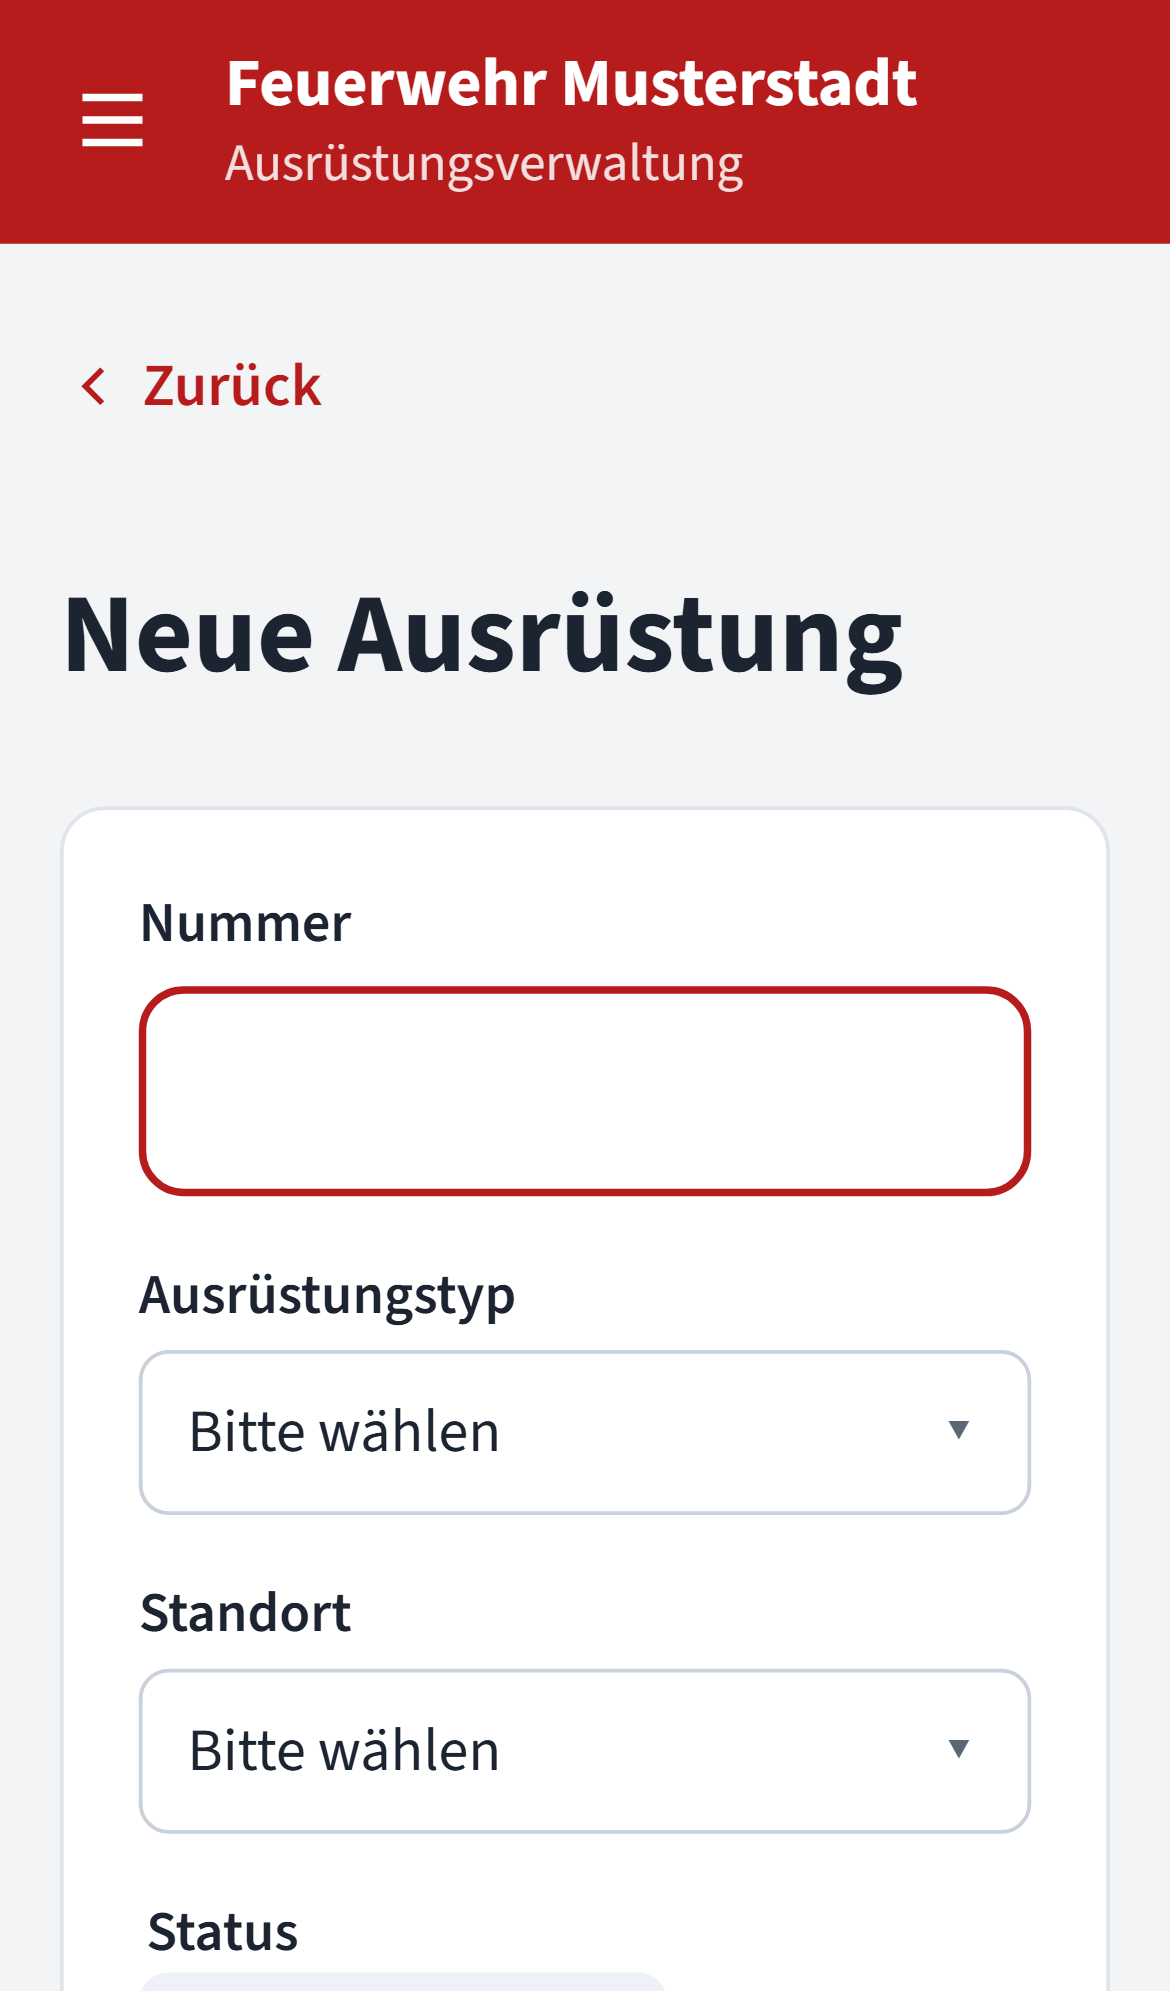 Feuerwehr Musterstadt
Ausrüstungsverwaltung
Zurück
Neue Ausrüstung
Nummer
Ausrüstungstyp
Bitte wählen
Standort
Bitte wählen
Status